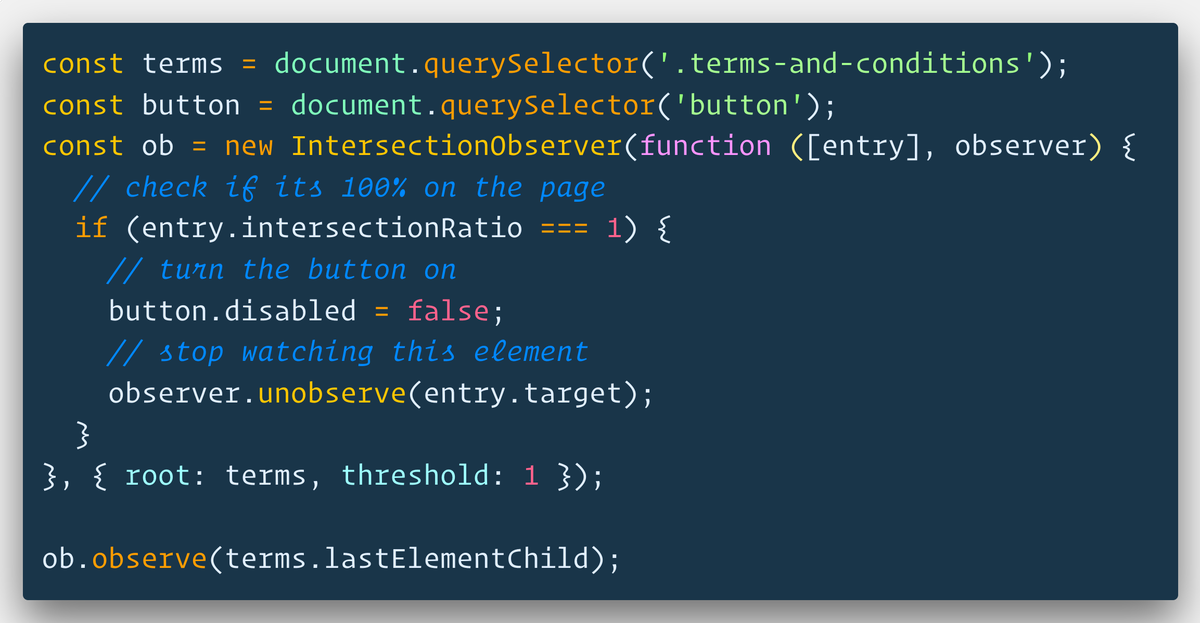 const terms = document.querySelector('.terms-and-conditions');
const button = document.querySelector('button');
const ob = new IntersectionObserver(function ([entry], observer) {
  // check if its 100% on the page
  if (entry.intersectionRatio === 1) {
    // turn the button on
    button.disabled = false;
    // stop watching this element
    observer.unobserve(entry.target);
  }
}, { root: terms, threshold: 1 });

ob.observe(terms.lastElementChild);